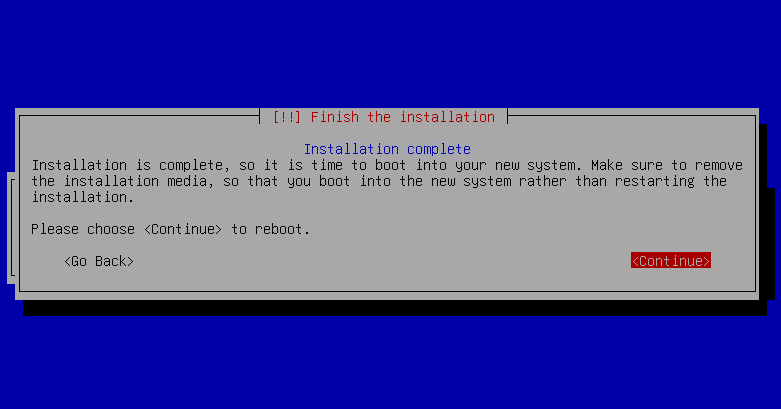 [!!] Finish the installation
Installation complete
Installation is complete, so it is time to boot into your new system. Make sure to remove
the installation media, so that you boot into the new system rather than restarting the
installation.
Please choose <Continue> to reboot.
<Go Back> <Continue>